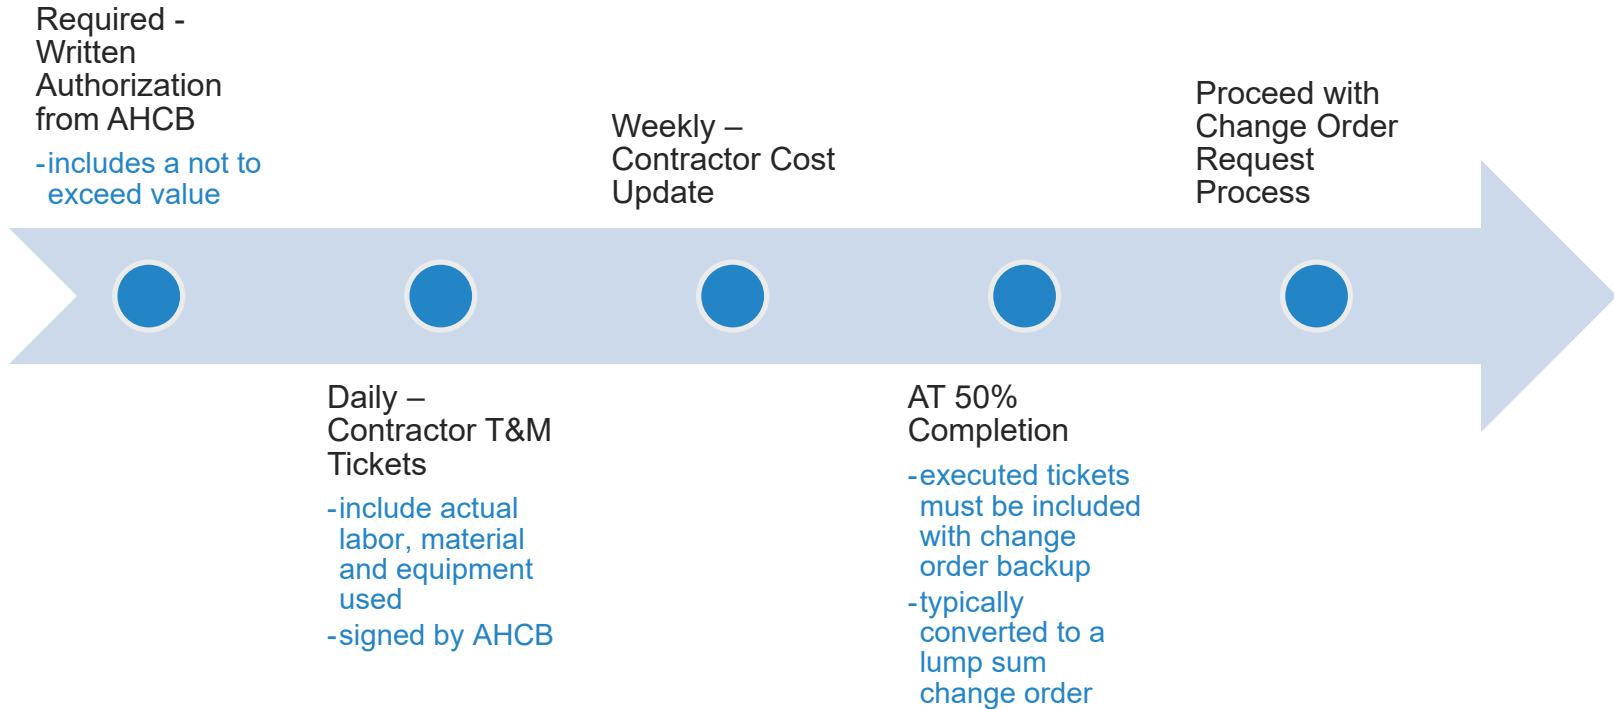 Required -
Written
Authorization
from AHCB
-includes a not to
exceed value
Daily –
Contractor T&M
Tickets
-include actual
labor, material
and equipment
used
-signed by AHCB
Weekly –
Contractor Cost
Update
AT 50%
Completion
-executed tickets
must be included
with change
order backup
-typically
converted to a
lump sum
change order
Proceed with
Change Order
Request
Process